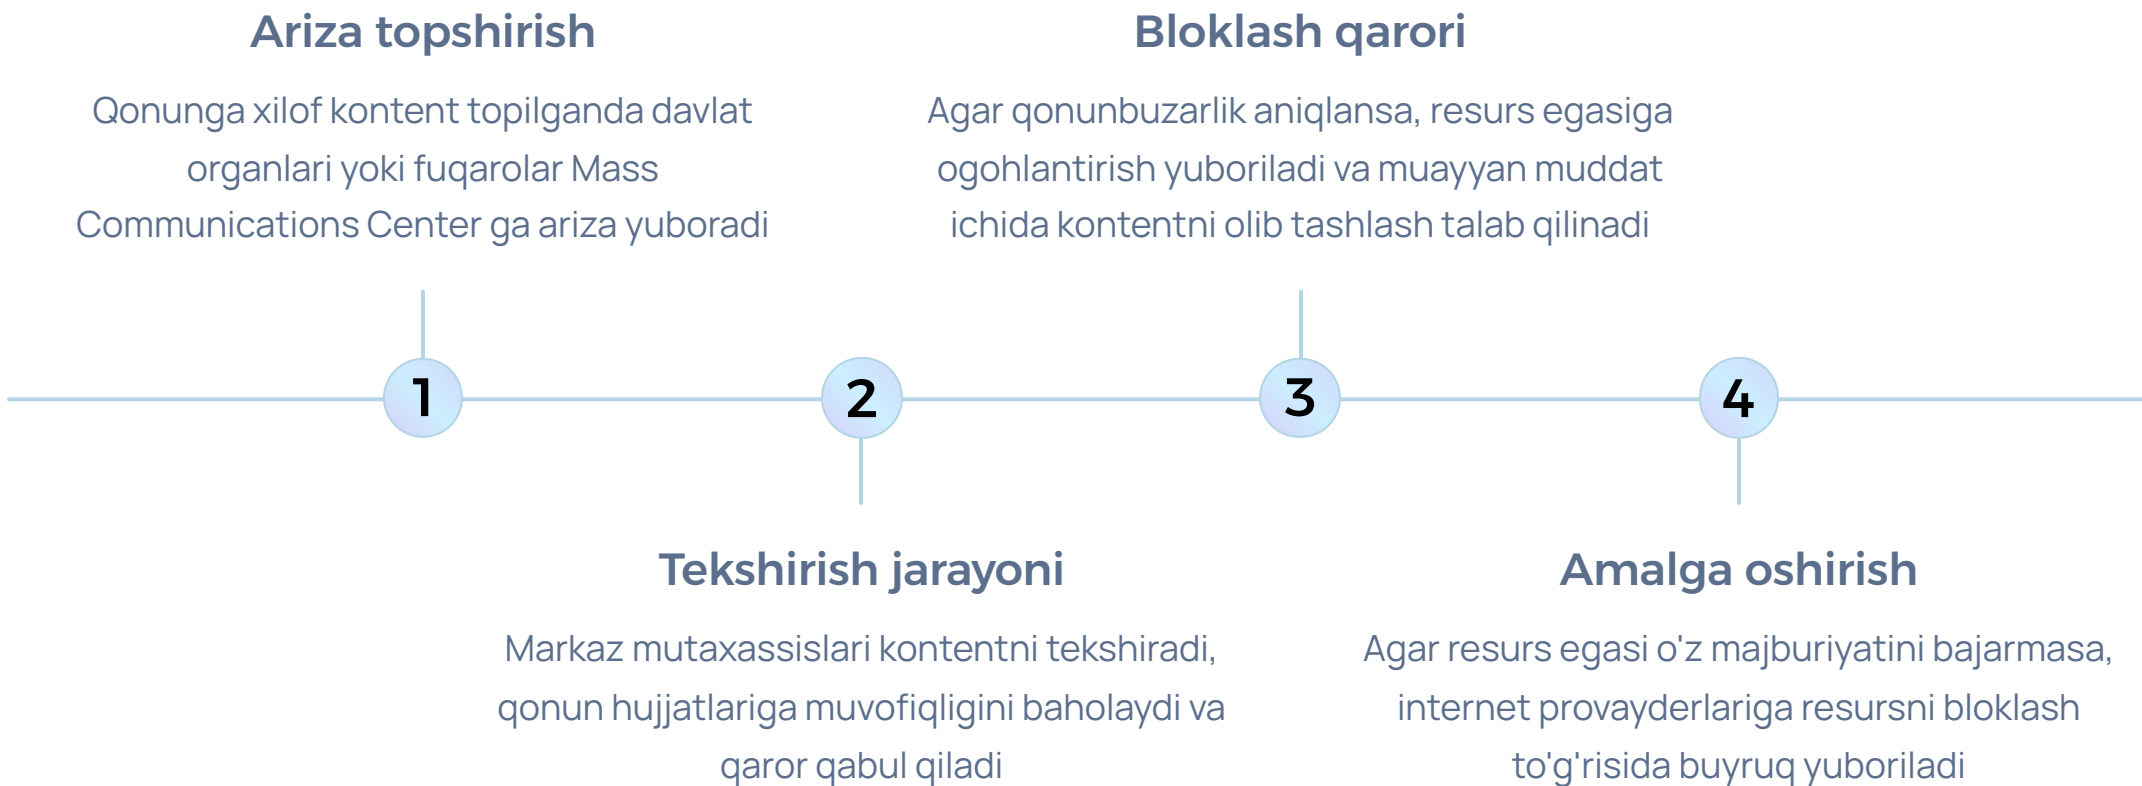 Ariza topshirish
Qonunga xilof kontent topilganda davlat
organlari yoki fuqarolar Mass
Communications Center ga ariza yuboradi
1
2
Tekshirish jarayoni
Markaz mutaxassislari kontentni tekshiradi,
qonun hujjatlariga muvofiqligini baholaydi va
qaror qabul qiladi
Bloklash qarori
Agar qonunbuzarlik aniqlansa, resurs egasiga
ogohlantirish yuboriladi va muayyan muddat
ichida kontentni olib tashlash talab qilinadi
3
4
Amalga oshirish
Agar resurs egasi o'z majburiyatini bajarmasa,
internet provayderlariga resursni bloklash
to'g'risida buyruq yuboriladi